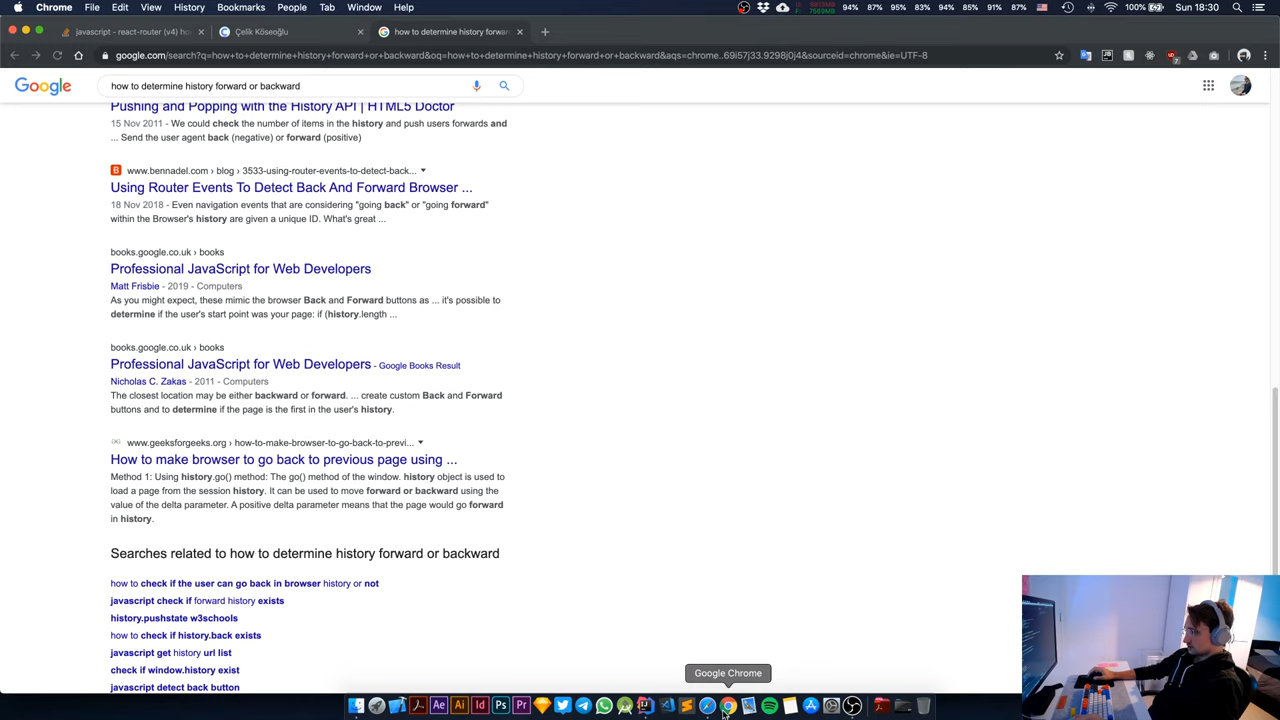 Chrome File Edit View History Bookmarks People Tab Window Help
94% 87% 95% 83% 94% 85% 91% 93% 100% Sun 18:30
javascript - react-router (v4) ho
Çelik Köseoğlu
how to determine history forwar
google.com/search?q=how+to+determine+history+forward+or+backward&oq=how+to+determine+history+forward+or+backward&aqs=chrome..69i57j33.9298j0j4&sourceid=chrome&ie=UTF-8
Google
how to determine history forward or backward
Pushing and Popping with the History API | HTML5 Doctor
15 Nov 2011 - We could check the number of items in the history and push users forwards and
... Send the user agent back (negative) or forward (positive)
www.bennadel.com › blog › 3533-using-router-events-to-detect-back...
Using Router Events To Detect Back And Forward Browser ...
18 Nov 2018 - Even navigation events that are considering "going back" or "going forward"
within the Browser's history are given a unique ID. What's great ...
books.google.co.uk › books
Professional JavaScript for Web Developers
Matt Frisbie - 2019 - Computers
As you might expect, these mimic the browser Back and Forward buttons as ... it's possible to
determine if the user's start point was your page: if (history.length ...
books.google.co.uk › books
Professional JavaScript for Web Developers - Google Books Result
Nicholas C. Zakas - 2011 - Computers
The closest location may be either backward or forward. ... create custom Back and Forward
buttons and to determine if the page is the first in the user's history.
www.geeksforgeeks.org › how-to-make-browser-to-go-back-to-previ...
How to make browser to go back to previous page using ...
Method 1: Using history.go() method: The go() method of the window. history object is used to
load a page from the session history. It can be used to move forward or backward using the
value of the delta parameter. A positive delta parameter means that the page would go forward
in history.
Searches related to how to determine history forward or backward
how to check if the user can go back in browser history or not
javascript check if forward history exists
history.pushstate w3schools
how to check if history.back exists
javascript get history url list
check if window.history exist
javascript detect back button
Google Chrome
Ae Ai Id Ps Pr